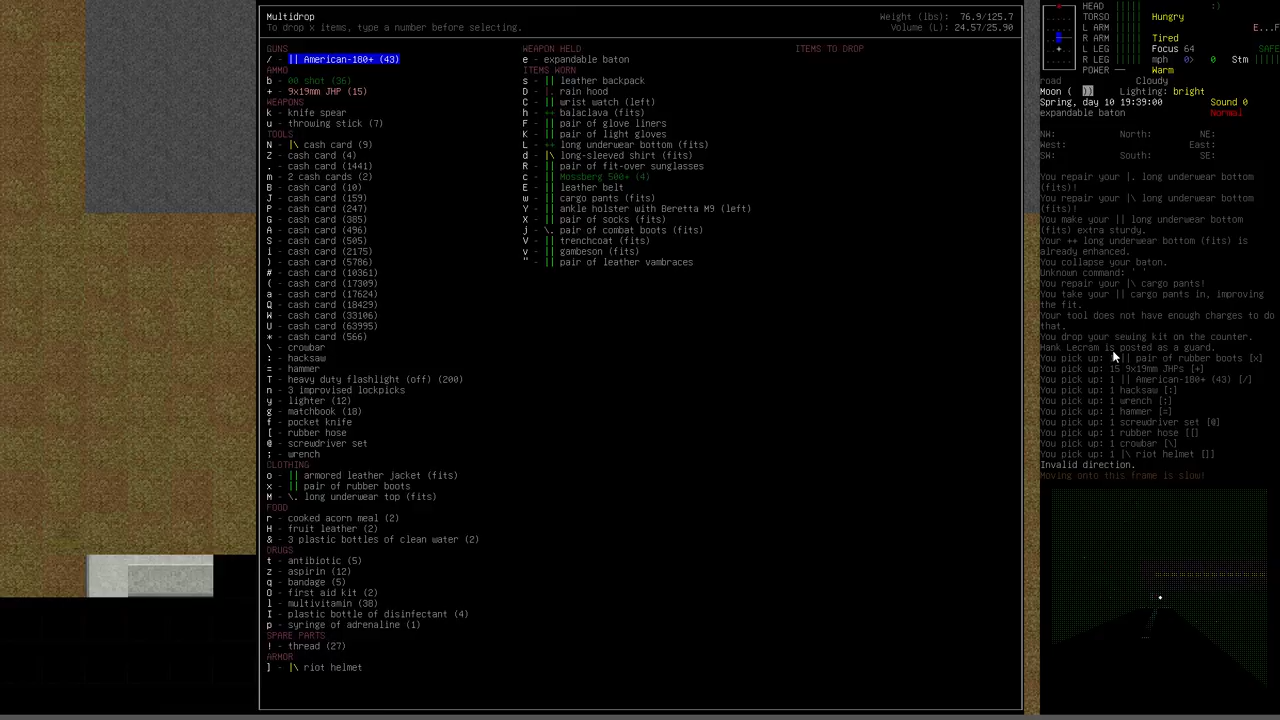 Multidrop
To drop x items, type a number before selecting.
Weight (lbs): 76.9/125.7
Volume (L): 24.57/25.90
GUNS
/ - || American-180+ (43)
AMMO
b - 00 shot (36)
+ - 9x19mm JHP (15)
WEAPONS
k - knife spear
u - throwing stick (7)
TOOLS
N - |\ cash card (9)
Z - cash card (4)
. - cash card (1441)
m - 2 cash cards (2)
B - cash card (10)
J - cash card (159)
P - cash card (247)
G - cash card (385)
A - cash card (496)
S - cash card (505)
i - cash card (2175)
) - cash card (5786)
# - cash card (10361)
( - cash card (17309)
a - cash card (17624)
Q - cash card (18429)
W - cash card (33106)
U - cash card (63995)
* - cash card (566)
\ - crowbar
: - hacksaw
= - hammer
T - heavy duty flashlight (off) (200)
n - 3 improvised lockpicks
y - lighter (12)
g - matchbook (18)
f - pocket knife
[ - rubber hose
@ - screwdriver set
; - wrench
CLOTHING
o - || armored leather jacket (fits)
x - || pair of rubber boots
M - \. long underwear top (fits)
FOOD
r - cooked acorn meal (2)
H - fruit leather (2)
& - 3 plastic bottles of clean water (2)
DRUGS
t - antibiotic (5)
z - aspirin (12)
q - bandage (5)
O - first aid kit (2)
l - multivitamin (38)
I - plastic bottle of disinfectant (4)
p - syringe of adrenaline (1)
SPARE PARTS
! - thread (27)
ARMOR
] - |\ riot helmet
WEAPON HELD
e - expandable baton
ITEMS WORN
s - || leather backpack
D - |. rain hood
C - || wrist watch (left)
h - ++ balaclava (fits)
F - || pair of glove liners
K - || pair of light gloves
L - ++ long underwear bottom (fits)
d - |\ long-sleeved shirt (fits)
R - || pair of fit-over sunglasses
c - || Mossberg 500+ (4)
E - || leather belt
w - || cargo pants (fits)
Y - || ankle holster with Beretta M9 (left)
X - || pair of socks (fits)
j - \. pair of combat boots (fits)
V - || trenchcoat (fits)
v - || gambeson (fits)
" - || pair of leather vambraces
ITEMS TO DROP
HEAD ||||| :)
TORSO ||||| Hungry
L ARM ||||| E...F
R ARM ||||| Tired
L LEG ||||| Focus 64 SAFE
R LEG ||||| mph 0> 0 Stm |||||
POWER — Warm
road Cloudy
Moon ( )) Lighting: bright
Spring, day 10 19:39:00 Sound 0
expandable baton Normal
NW: North: NE:
West: East:
SW: South: SE:
You repair your |. long underwear bottom
(fits)!
You repair your |\ long underwear bottom
(fits)!
You make your || long underwear bottom
(fits) extra sturdy.
Your ++ long underwear bottom (fits) is
already enhanced.
You collapse your baton.
Unknown command: ' '
You repair your |\ cargo pants!
You take your || cargo pants in, improving
the fit.
Your tool does not have enough charges to do
that.
You drop your sewing kit on the counter.
Hank Lecram is posted as a guard.
You pick up: 1 || pair of rubber boots [x]
You pick up: 15 9x19mm JHPs [+]
You pick up: 1 || American-180+ (43) [/]
You pick up: 1 hacksaw [:]
You pick up: 1 wrench [;]
You pick up: 1 hammer [=]
You pick up: 1 screwdriver set [@]
You pick up: 1 rubber hose [[]
You pick up: 1 crowbar [\]
You pick up: 1 |\ riot helmet []]
Invalid direction.
Moving onto this frame is slow!